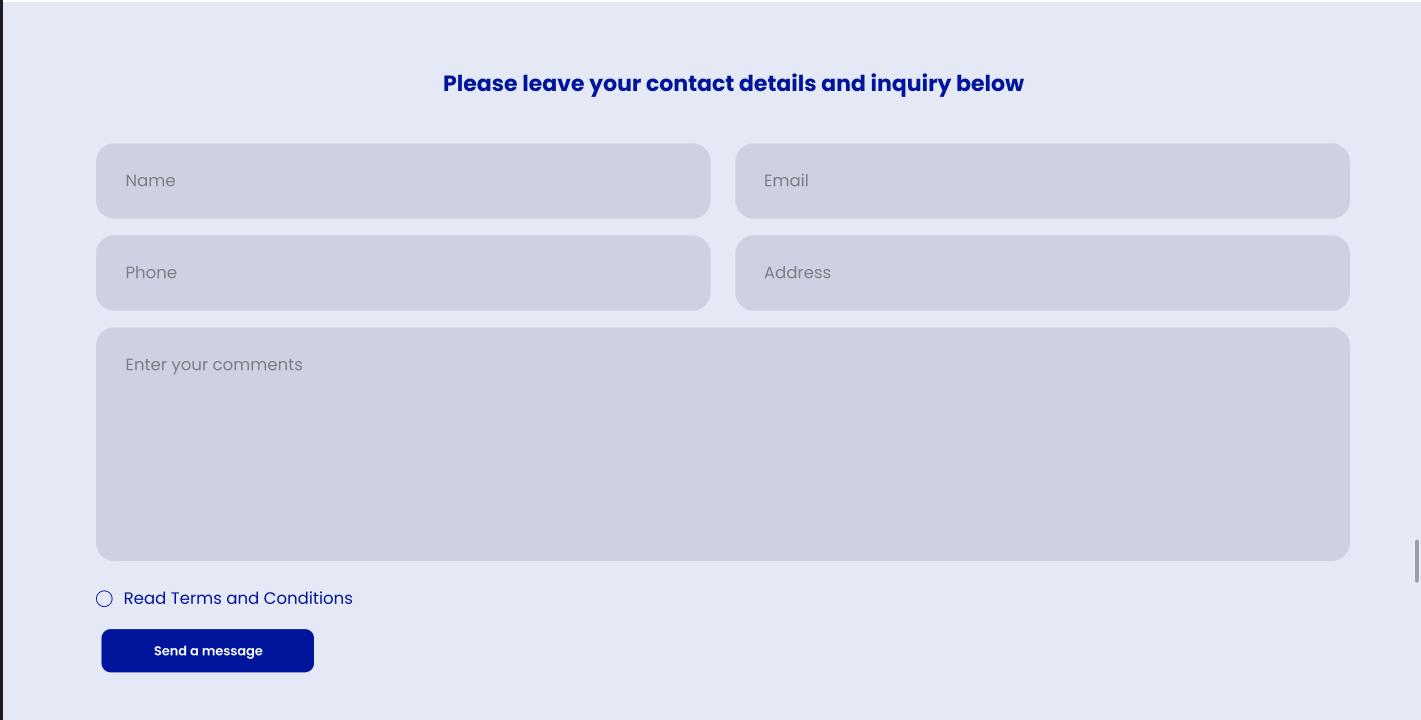 Please leave your contact details and inquiry below
Name
Email
Phone
Address
Enter your comments
Read Terms and Conditions
Send a message